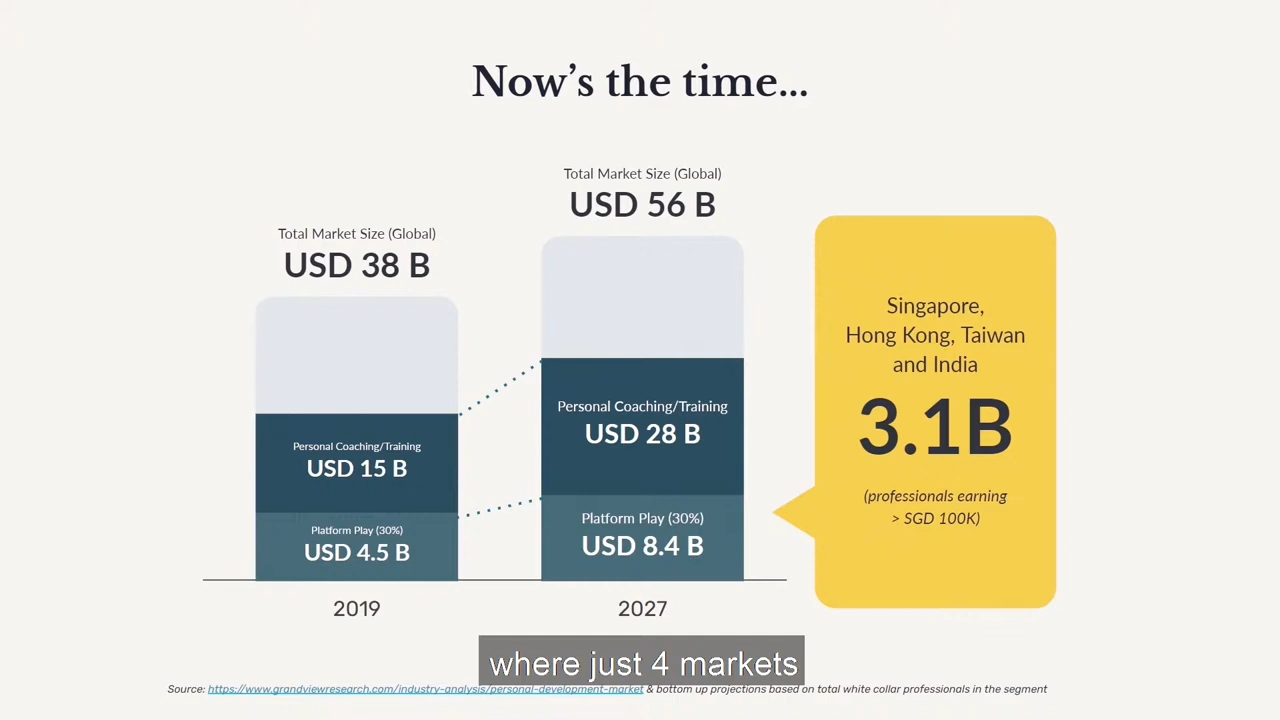 Now's the time...
Total Market Size (Global)
USD 38 B
Personal Coaching/Training
USD 15 B
Platform Play (30%)
USD 4.5 B
2019
Total Market Size (Global)
USD 56 B
Personal Coaching/Training
USD 28 B
Platform Play (30%)
USD 8.4 B
2027
Singapore,
Hong Kong, Taiwan
and India
3.1B
(professionals earning
> SGD 100K)
where just 4 markets
Source: https://www.grandviewresearch.com/industry-analysis/personal-development-market & bottom up projections based on total white collar professionals in the segment